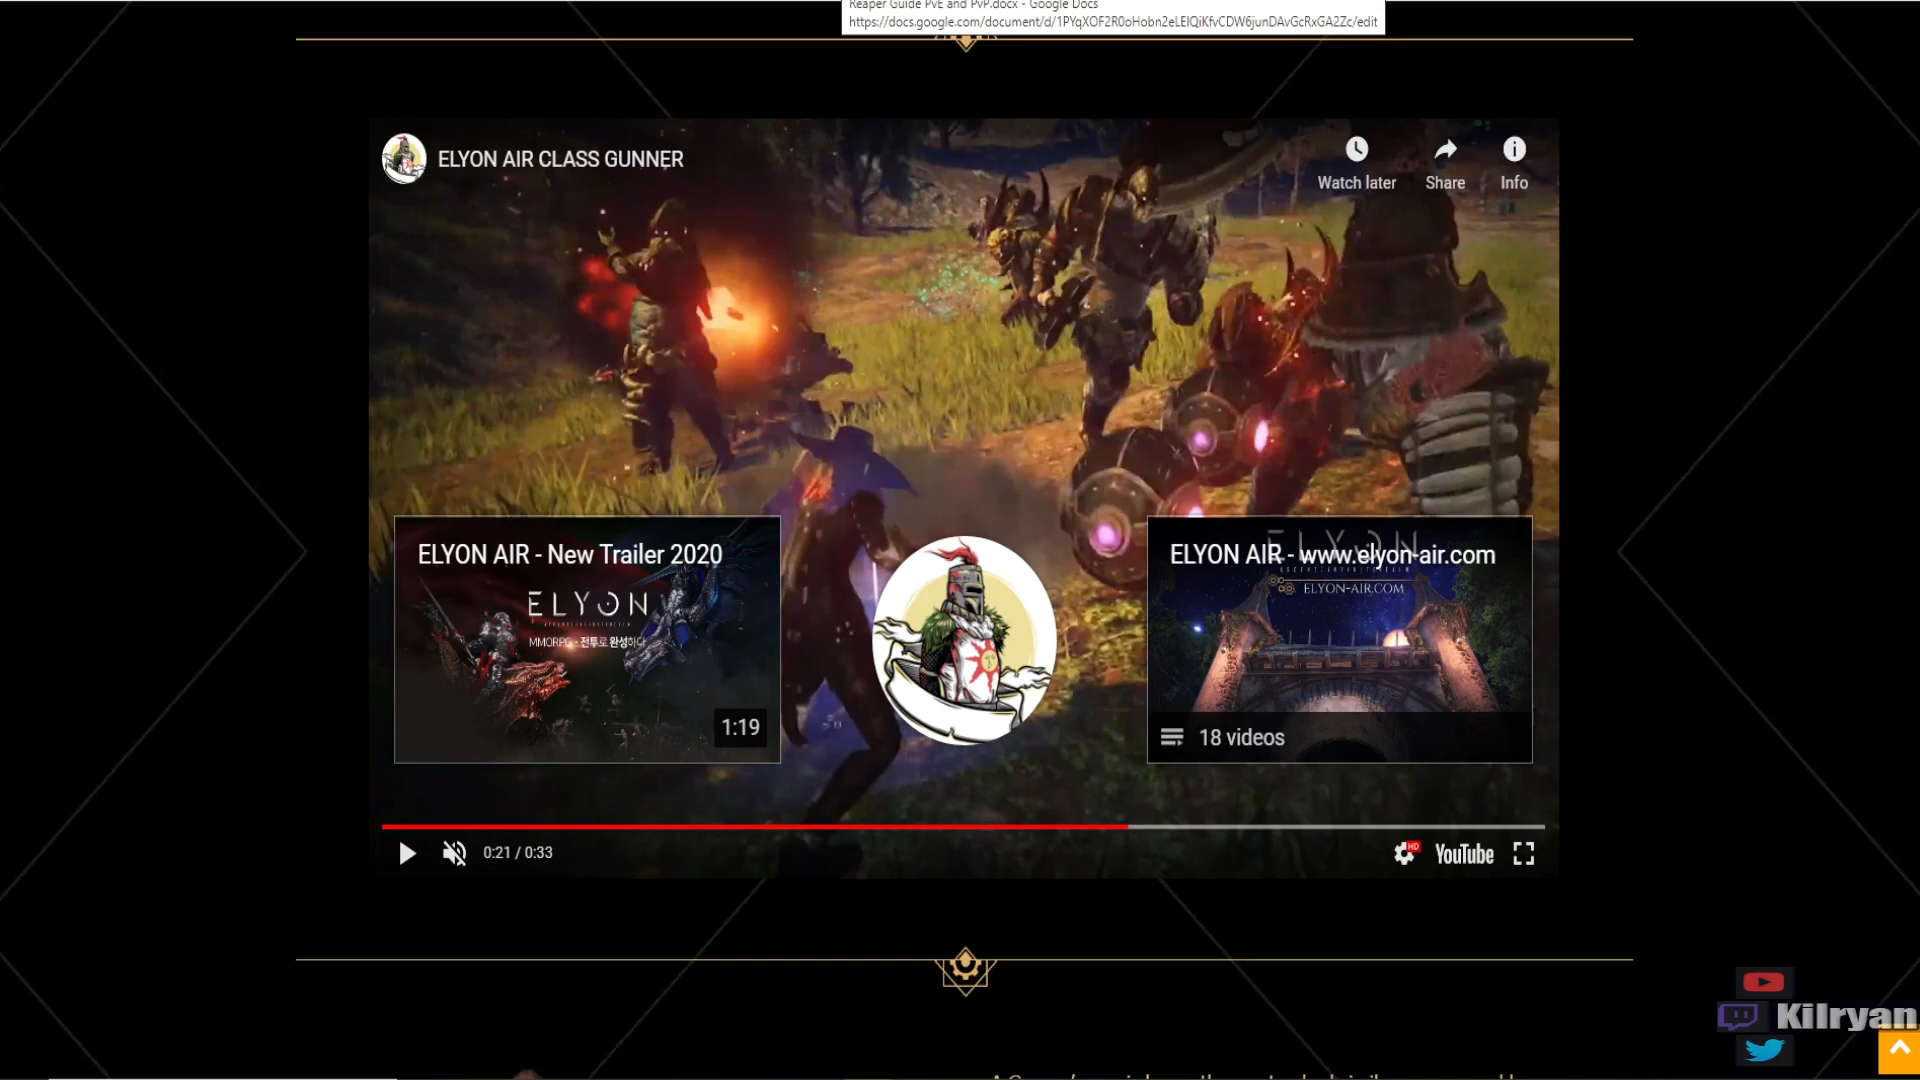 Reaper Guide PvE and PvP.docx - Google Docs
https://docs.google.com/document/d/1PYqXOF2R0oHobn2eLEIQiKfvCDW6junDAvGcRxGA2Zc/edit
ELYON AIR CLASS GUNNER
Watch later
Share
Info
ELYON AIR - New Trailer 2020
ELYON
MMORPG - 전투로 완성하다
1:19
ELYON AIR - www.elyon-air.com
ELYON
ELYON-AIR.COM
18 videos
0:21 / 0:33
HD
YouTube
Kilryan